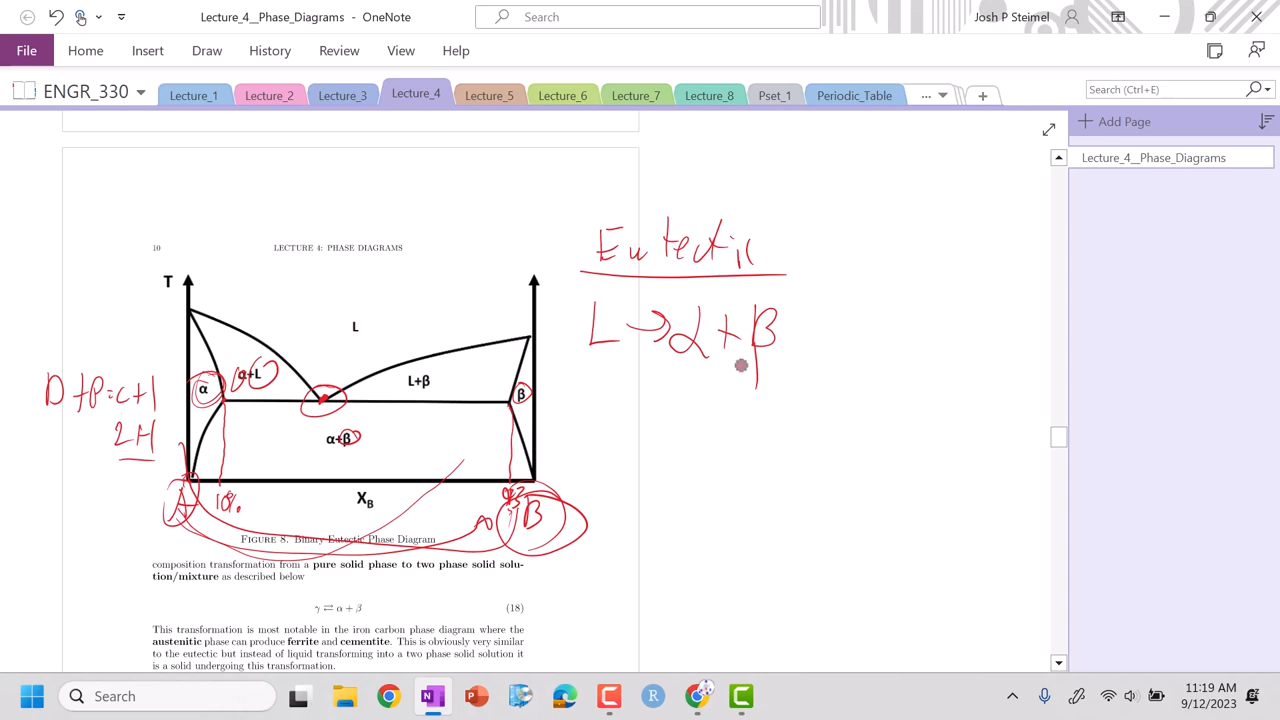 Lecture_4__Phase_Diagrams - OneNote
Search
Josh P Steimel
File Home Insert Draw History Review View Help
ENGR_330
Lecture_1 Lecture_2 Lecture_3 Lecture_4 Lecture_5 Lecture_6 Lecture_7 Lecture_8 Pset_1 Periodic_Table ...
Search (Ctrl+E)
Add Page
Lecture_4__Phase_Diagrams
10 LECTURE 4: PHASE DIAGRAMS
Eutectic
L → α + β
T
L
α+L
L+β
α
β
D+P=C+1
α+β
A
10%
B
X_B
FIGURE 8. Binary Eutectic Phase Diagram
composition transformation from a pure solid phase to two phase solid solu-
tion/mixture as described below
γ ⇄ α + β (18)
This transformation is most notable in the iron carbon phase diagram where the
austenitic phase can produce ferrite and cementite. This is obviously very similar
to the eutectic but instead of liquid transforming into a two phase solid solution it
is a solid undergoing this transformation.
Search
11:19 AM
9/12/2023